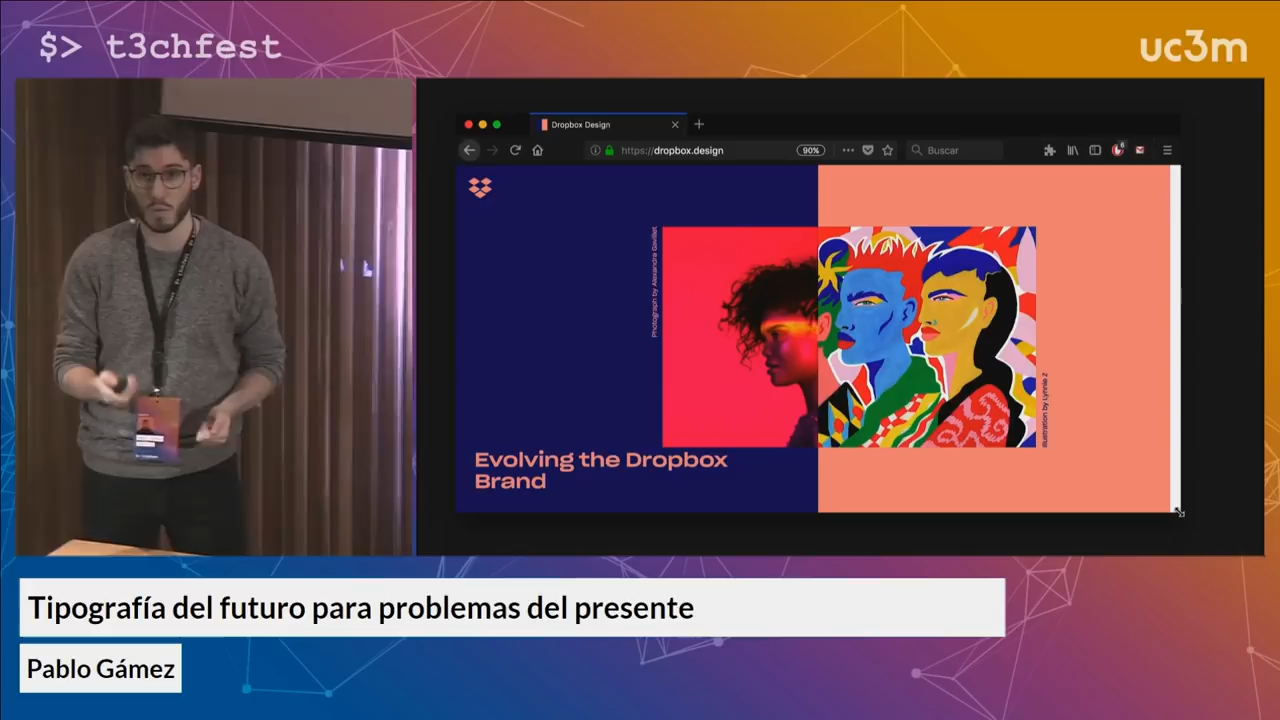 $> t3chfest
uc3m
Dropbox Design
https://dropbox.design
90%
Buscar
Photograph by Alexandra Gavillet
Illustration by Lynnie Z
Evolving the Dropbox
Brand
Tipografía del futuro para problemas del presente
Pablo Gámez